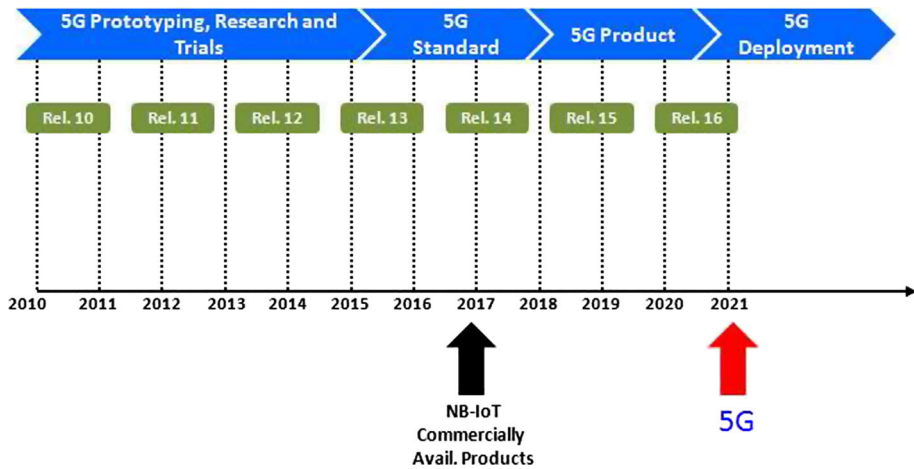 5G Prototyping, Research and
Trials
5G
Standard
5G Product
5G
Deployment
Rel. 10
Rel. 11
Rel. 12
Rel. 13
Rel. 14
Rel. 15
Rel. 16
2010
2011
2012
2013
2014
2015
2016
2017
2018
2019
2020
2021
NB-IoT
Commercially
Avail. Products
5G